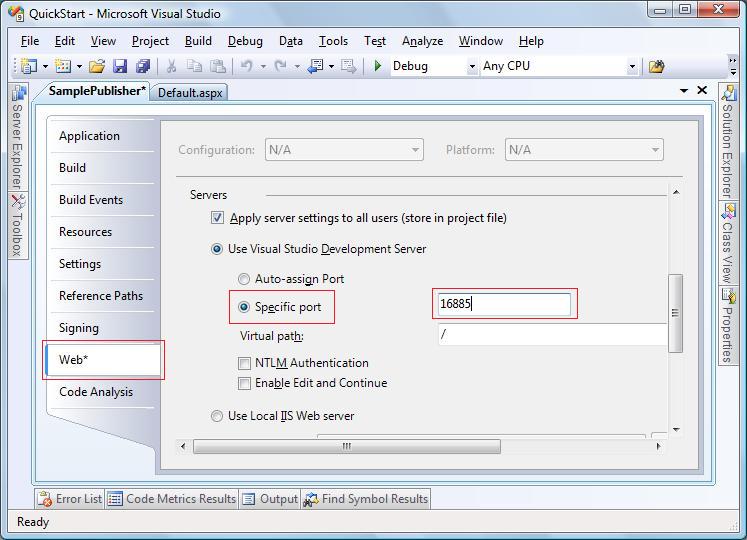 QuickStart - Microsoft Visual Studio
File Edit View Project Build Debug Data Tools Test Analyze Window Help
Debug Any CPU
SamplePublisher* Default.aspx
Server Explorer
Toolbox
Application
Build
Build Events
Resources
Settings
Reference Paths
Signing
Web*
Code Analysis
Configuration: N/A Platform: N/A
Servers
Apply server settings to all users (store in project file)
Use Visual Studio Development Server
Auto-assign Port
Specific port 16885
Virtual path: /
NTLM Authentication
Enable Edit and Continue
Use Local IIS Web server
Solution Explorer
Class View
Properties
Error List Code Metrics Results Output Find Symbol Results
Ready